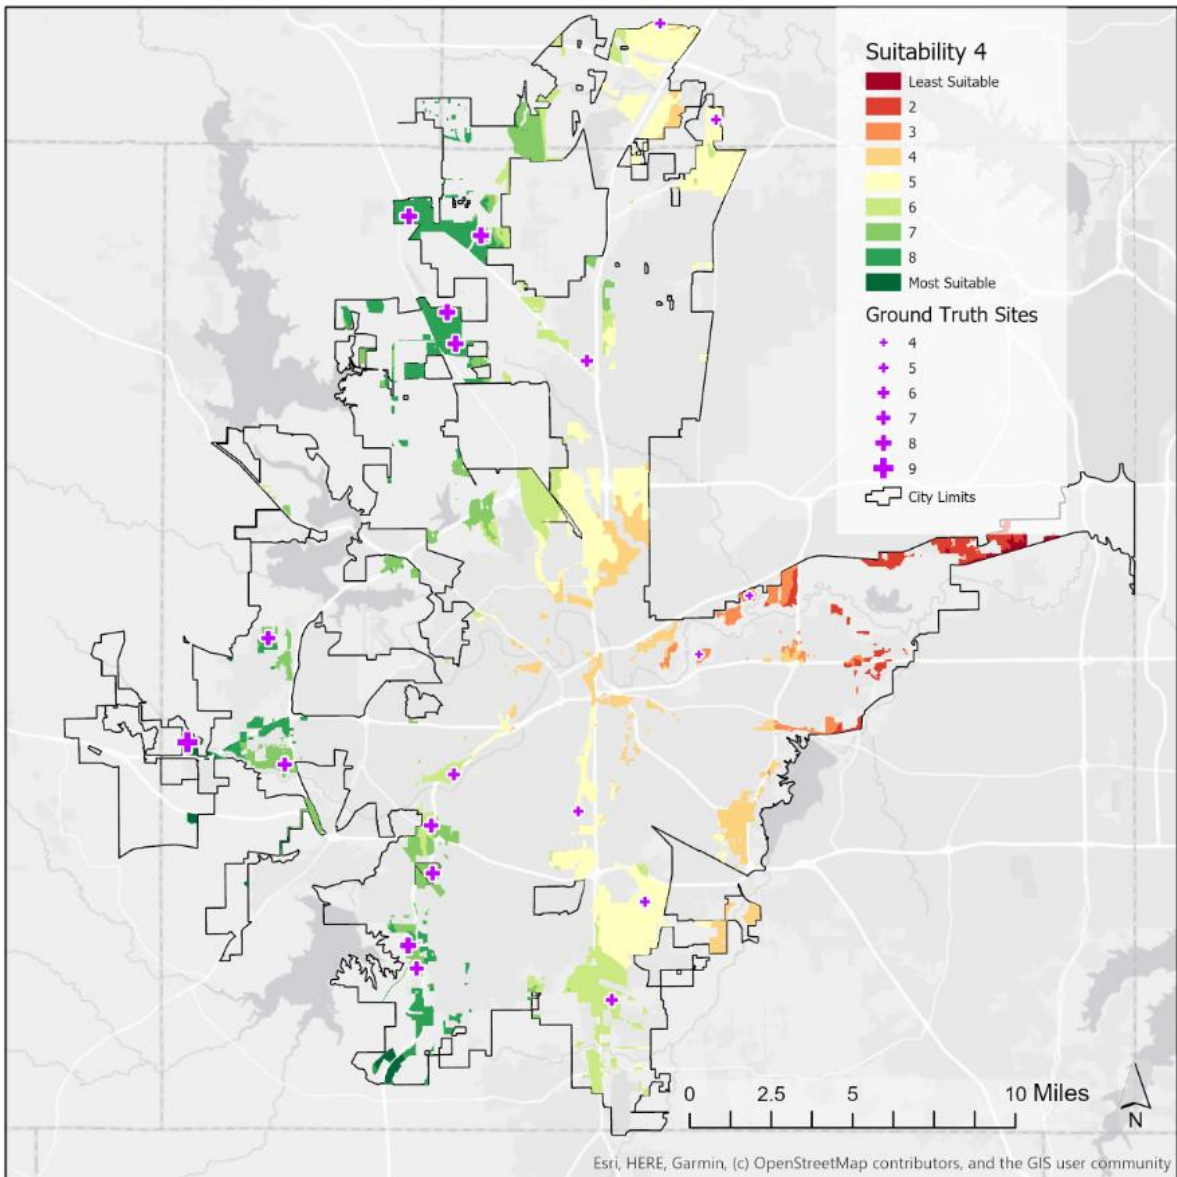 Suitability 4
Least Suitable
2
3
4
5
6
7
8
Most Suitable
Ground Truth Sites
4
5
6
7
8
9
City Limits
0 2.5 5 10 Miles
N
Esri, HERE, Garmin, (c) OpenStreetMap contributors, and the GIS user community